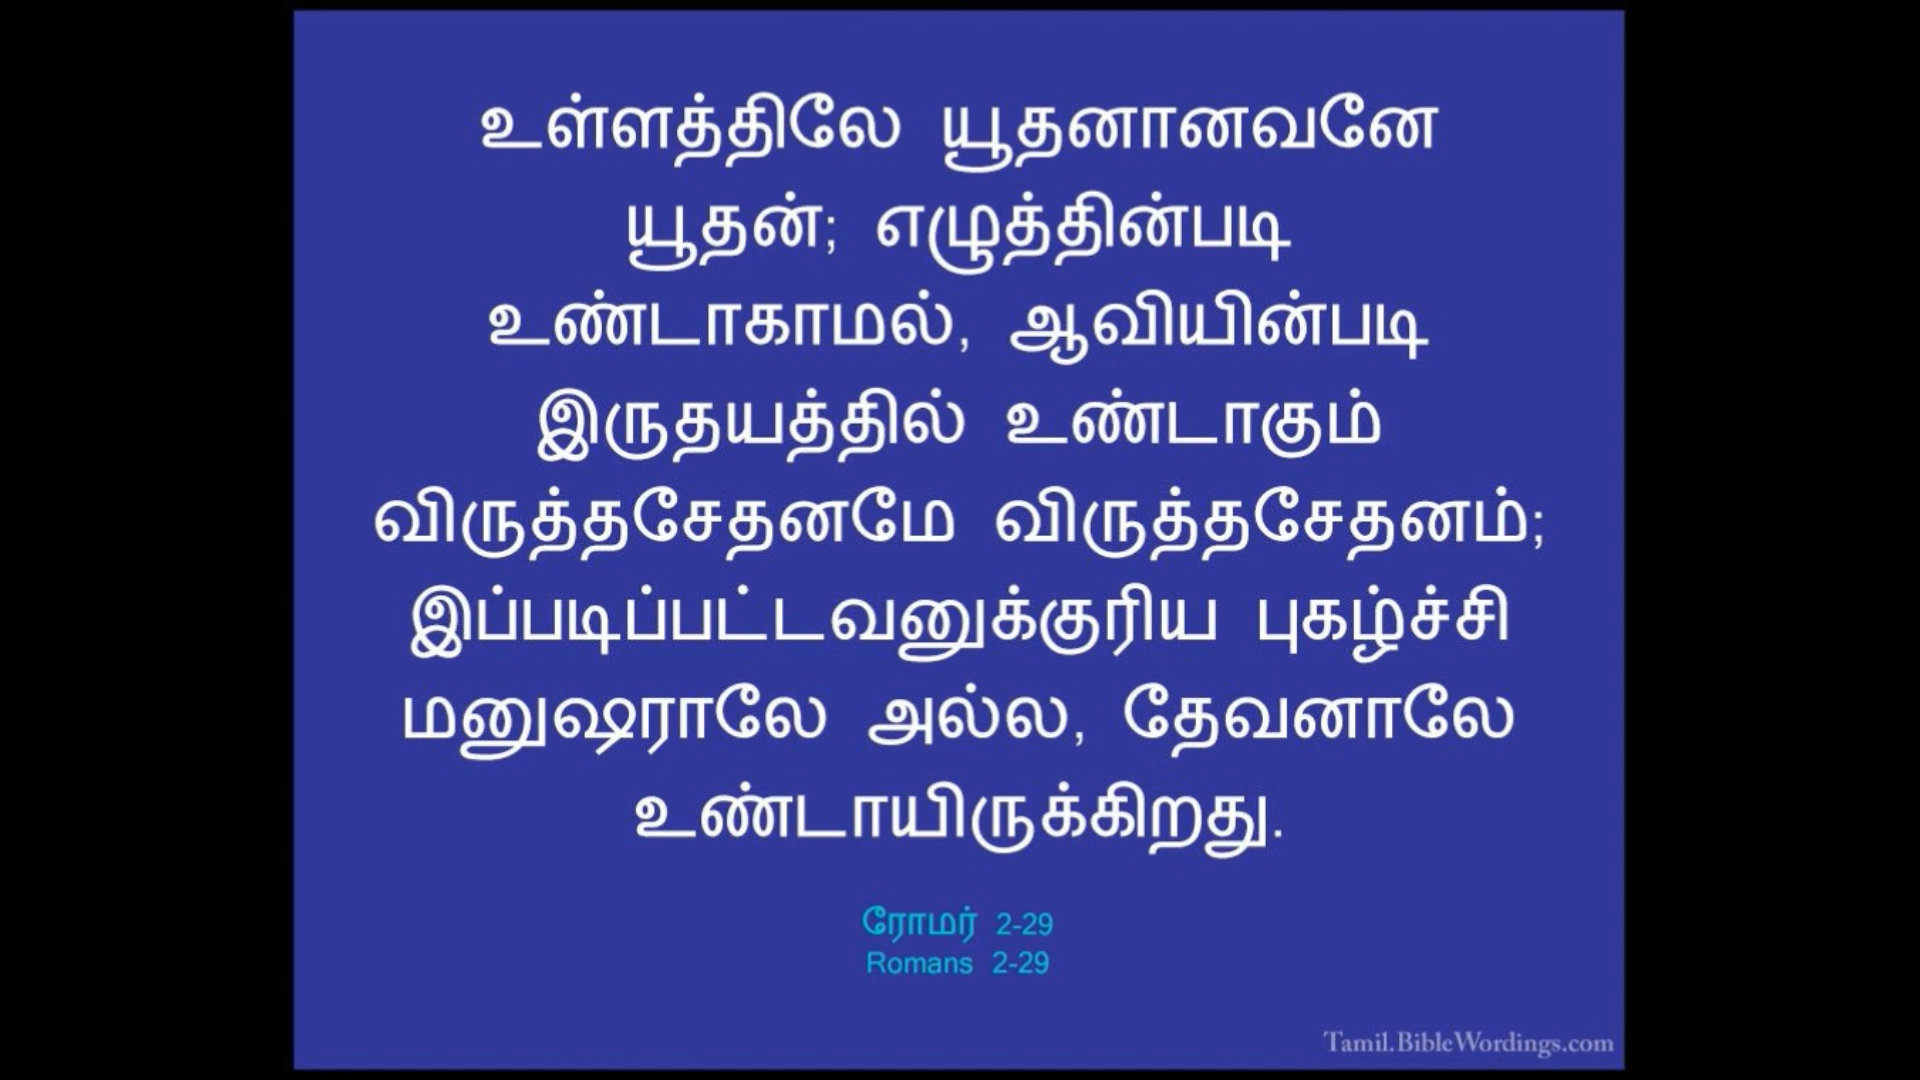 உள்ளத்திலே யூதனானவனே
யூதன்; எழுத்தின்படி
உண்டாகாமல், ஆவியின்படி
இருதயத்தில் உண்டாகும்
விருத்தசேதனமே விருத்தசேதனம்;
இப்படிப்பட்டவனுக்குரிய புகழ்ச்சி
மனுஷராலே அல்ல, தேவனாலே
உண்டாயிருக்கிறது.
ரோமர் 2-29
Romans 2-29
Tamil.BibleWordings.com